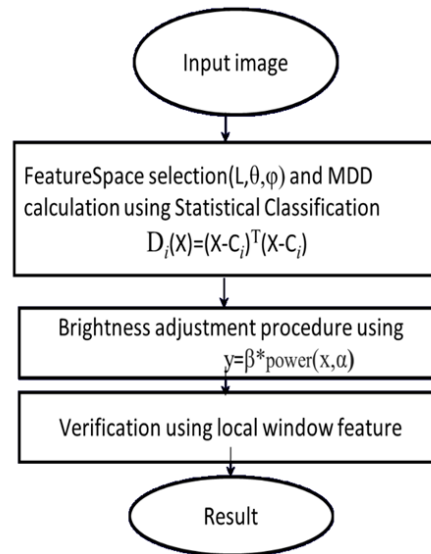 Input image
FeatureSpace selection(L,θ,φ) and MDD
calculation using Statistical Classification
D𝑖(X)=(X-C𝑖)ᵀ(X-C𝑖)
Brightness adjustment procedure using
y=β*power(x,α)
Verification using local window feature
Result